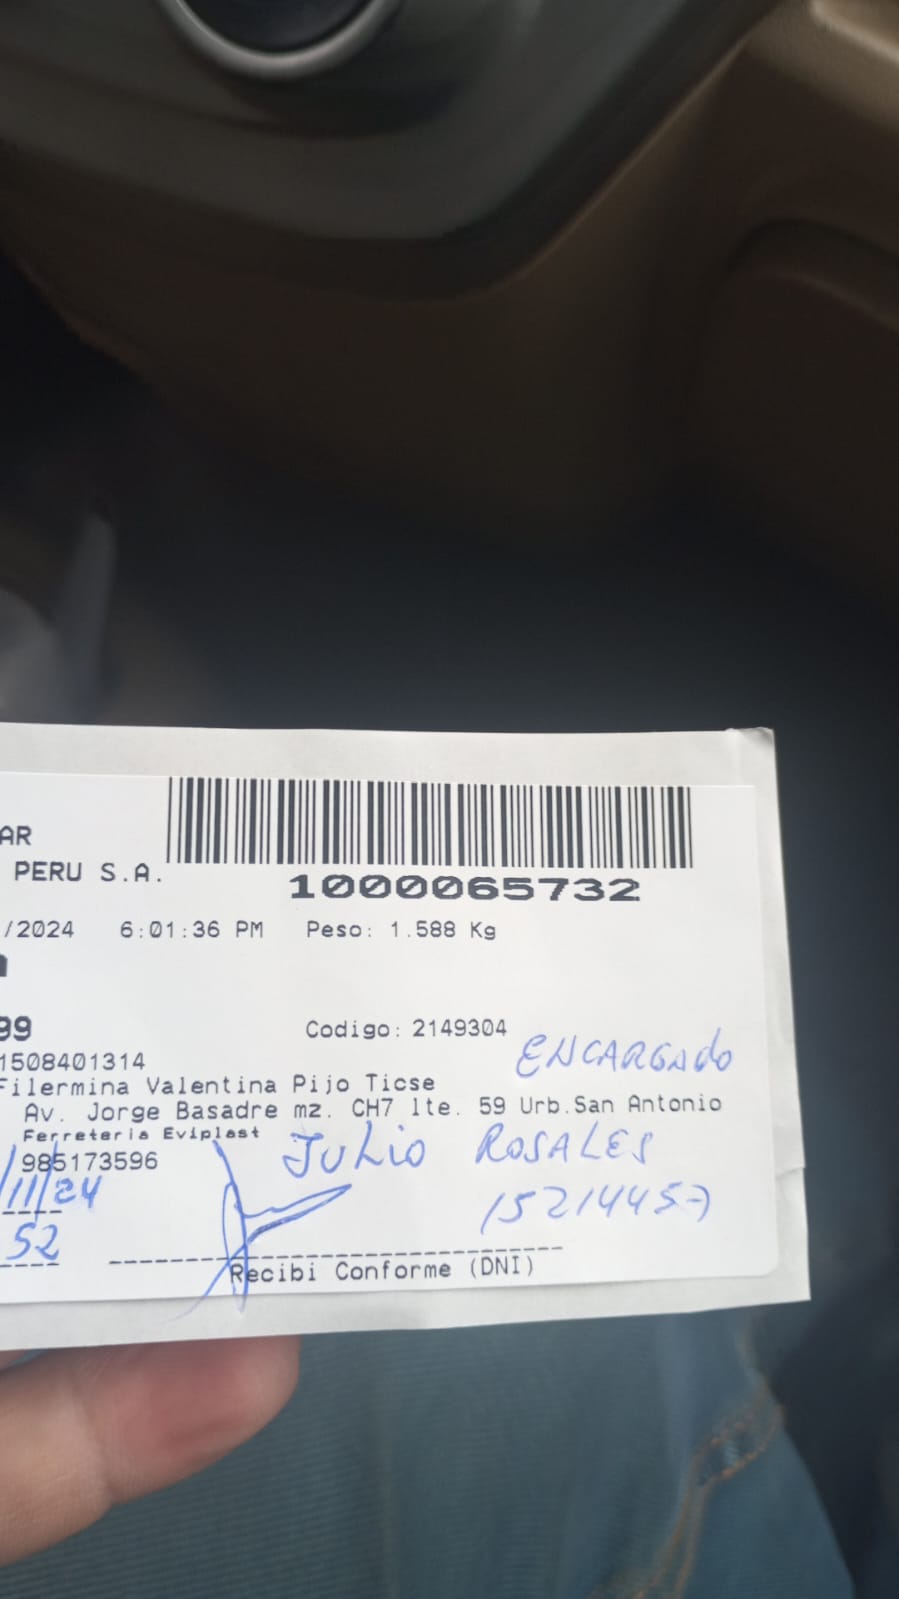 AR
PERU S.A.
1000065732
/2024 6:01:36 PM Peso: 1.588 Kg
99 Codigo: 2149304
ENCARGADO
1508401314
Filermina Valentina Pijo Ticse
Av. Jorge Basadre mz. CH7 lte. 59 Urb.San Antonio
Ferreteria Eviplast
985173596 JULIO ROSALES
/11/24 15214457
52
Recibi Conforme (DNI)